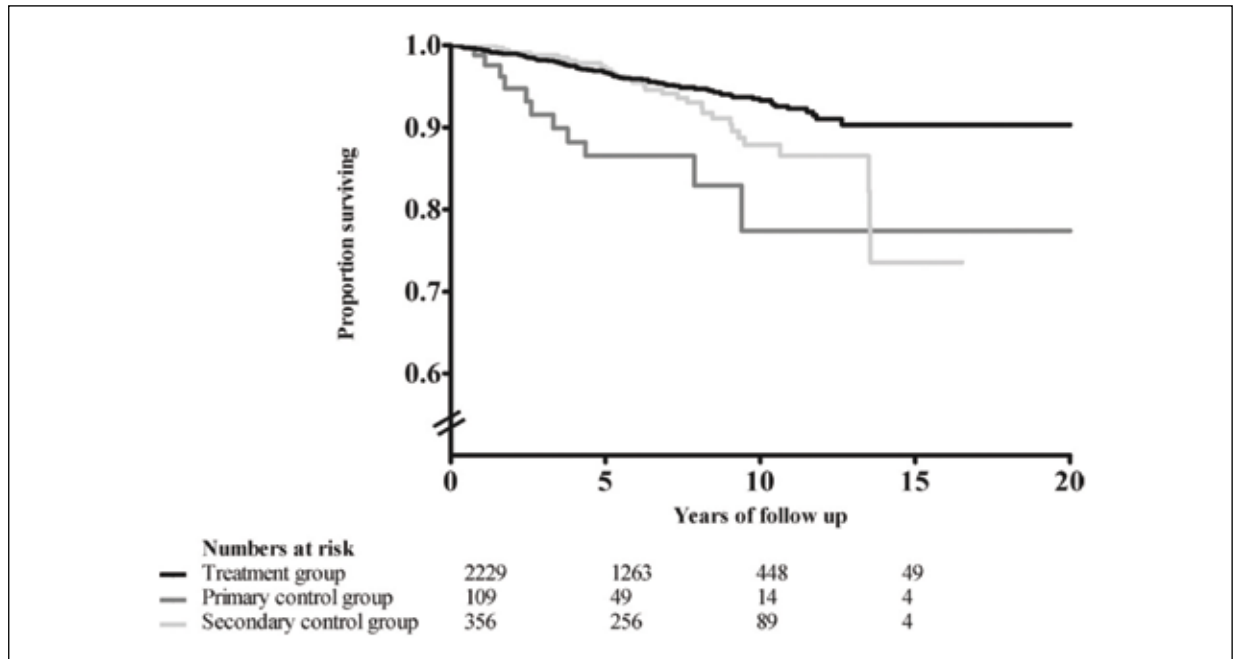 1.0
0.9
0.8
0.7
0.6
Proportion surviving
0 5 10 15 20
Years of follow up
Numbers at risk
Treatment group 2229 1263 448 49
Primary control group 109 49 14 4
Secondary control group 356 256 89 4